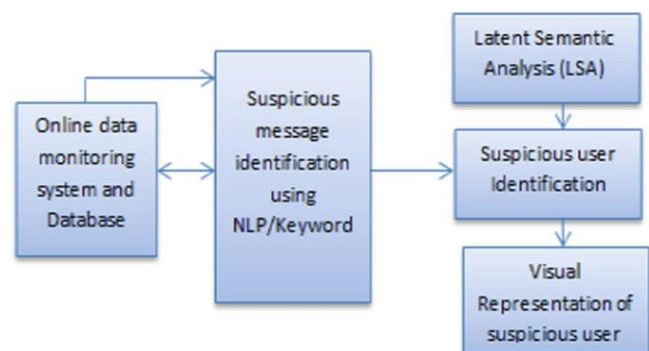 Online data
monitoring
system and
Database
Suspicious
message
identification
using
NLP/Keyword
Latent Semantic
Analysis (LSA)
Suspicious user
Identification
Visual
Representation of
suspicious user